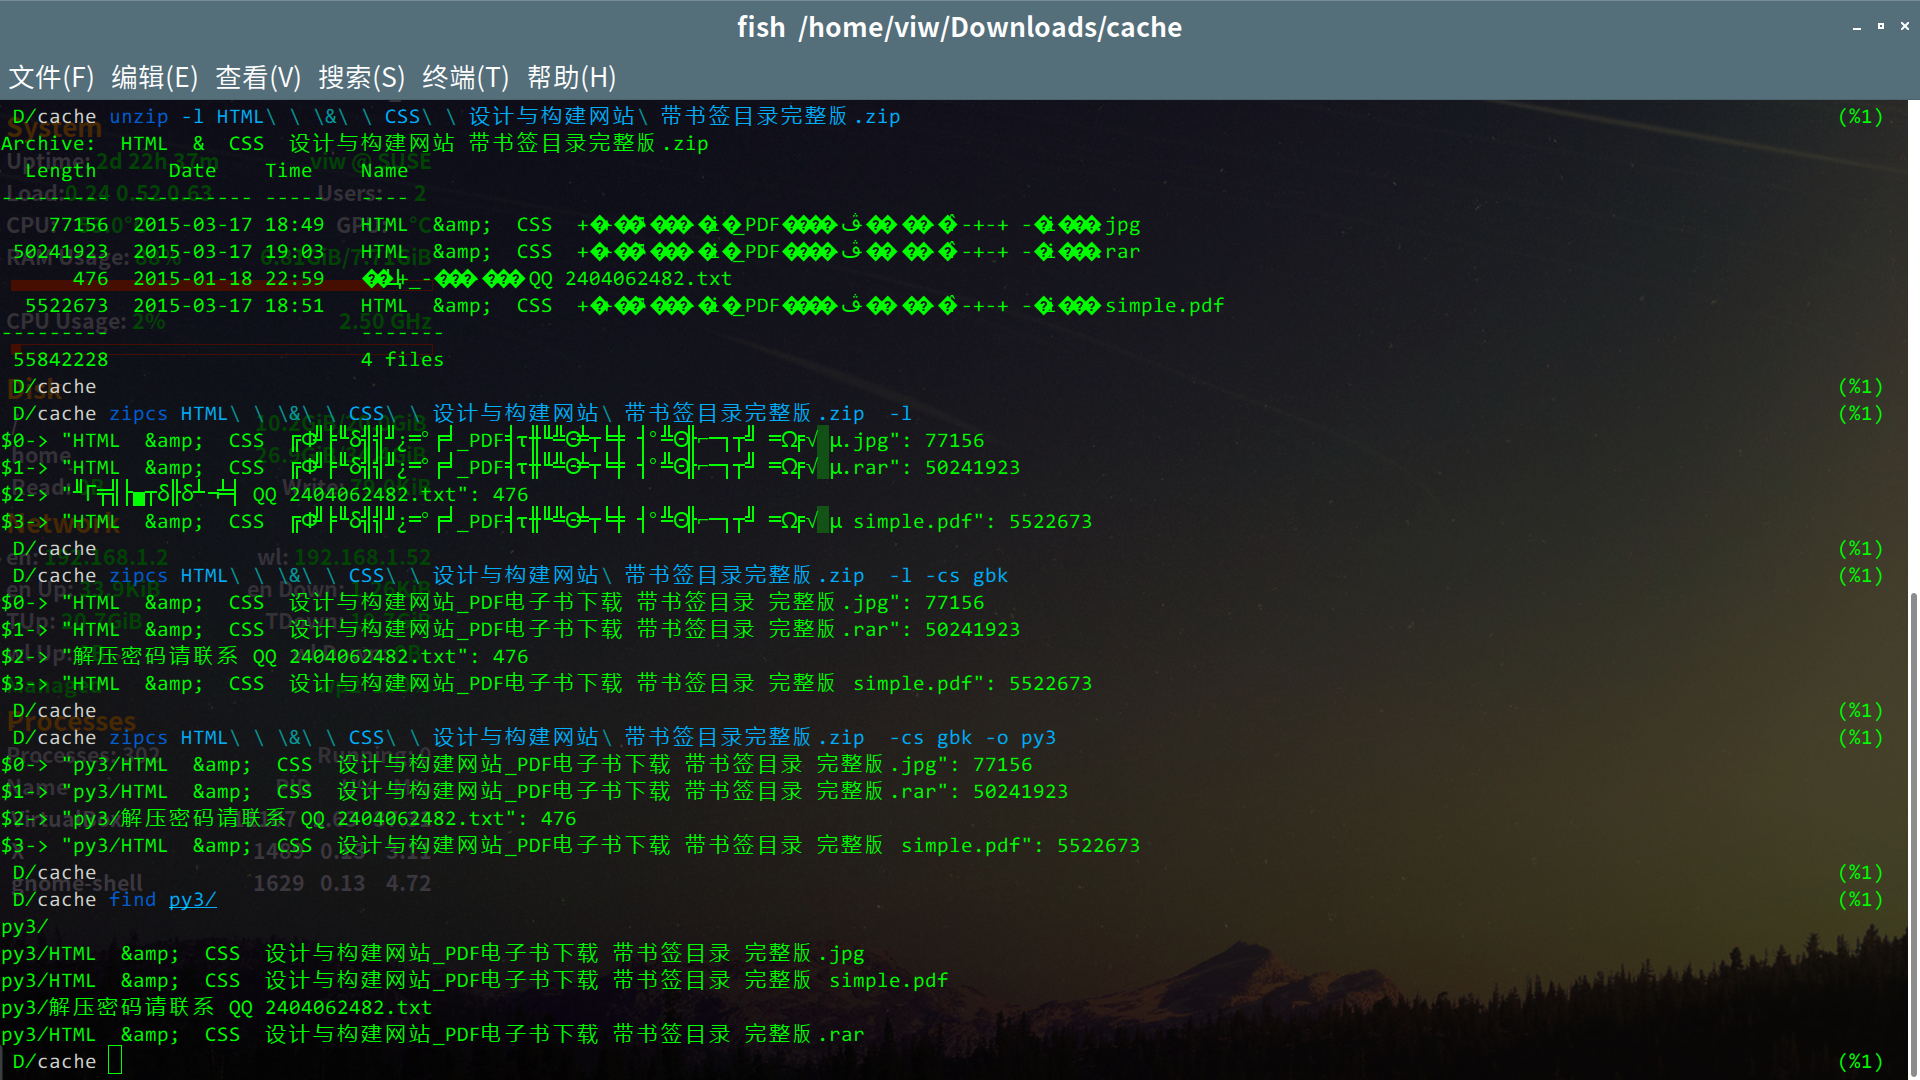 fish /home/viw/Downloads/cache
文件(F) 编辑(E) 查看(V) 搜索(S) 终端(T) 帮助(H)
D/cache unzip -l HTML\ \ \&\ \ CSS\ \ 设计与构建网站\ 带书签目录完整版.zip (%1)
Archive:  HTML  &  CSS  设计与构建网站 带书签目录完整版.zip
Length Date Time Name
--------- ---------- ----- ----
77156 2015-03-17 18:49 HTML  &amp;  CSS .jpg
50241923 2015-03-17 19:03 HTML  &amp;  CSS .rar
476 2015-01-18 22:59 QQ 2404062482.txt
5522673 2015-03-17 18:51 HTML  &amp;  CSS simple.pdf
--------- -------
55842228 4 files
D/cache (%1)
D/cache zipcs HTML\ \ \&\ \ CSS\ \ 设计与构建网站\ 带书签目录完整版.zip  -l (%1)
$0-> "HTML  &amp;  CSS _PDF .jpg": 77156
$1-> "HTML  &amp;  CSS _PDF .rar": 50241923
$2-> " QQ 2404062482.txt": 476
$3-> "HTML  &amp;  CSS _PDF simple.pdf": 5522673
D/cache (%1)
D/cache zipcs HTML\ \ \&\ \ CSS\ \ 设计与构建网站\ 带书签目录完整版.zip  -l -cs gbk (%1)
$0-> "HTML  &amp;  CSS  设计与构建网站_PDF电子书下载 带书签目录 完整版.jpg": 77156
$1-> "HTML  &amp;  CSS  设计与构建网站_PDF电子书下载 带书签目录 完整版.rar": 50241923
$2-> "解压密码请联系 QQ 2404062482.txt": 476
$3-> "HTML  &amp;  CSS  设计与构建网站_PDF电子书下载 带书签目录 完整版 simple.pdf": 5522673
D/cache (%1)
D/cache zipcs HTML\ \ \&\ \ CSS\ \ 设计与构建网站\ 带书签目录完整版.zip  -cs gbk -o py3 (%1)
$0-> "py3/HTML  &amp;  CSS  设计与构建网站_PDF电子书下载 带书签目录 完整版.jpg": 77156
$1-> "py3/HTML  &amp;  CSS  设计与构建网站_PDF电子书下载 带书签目录 完整版.rar": 50241923
$2-> "py3/解压密码请联系 QQ 2404062482.txt": 476
$3-> "py3/HTML  &amp;  CSS  设计与构建网站_PDF电子书下载 带书签目录 完整版 simple.pdf": 5522673
D/cache (%1)
D/cache find py3/ (%1)
py3/
py3/HTML  &amp;  CSS  设计与构建网站_PDF电子书下载 带书签目录 完整版.jpg
py3/HTML  &amp;  CSS  设计与构建网站_PDF电子书下载 带书签目录 完整版 simple.pdf
py3/解压密码请联系 QQ 2404062482.txt
py3/HTML  &amp;  CSS  设计与构建网站_PDF电子书下载 带书签目录 完整版.rar
D/cache (%1)